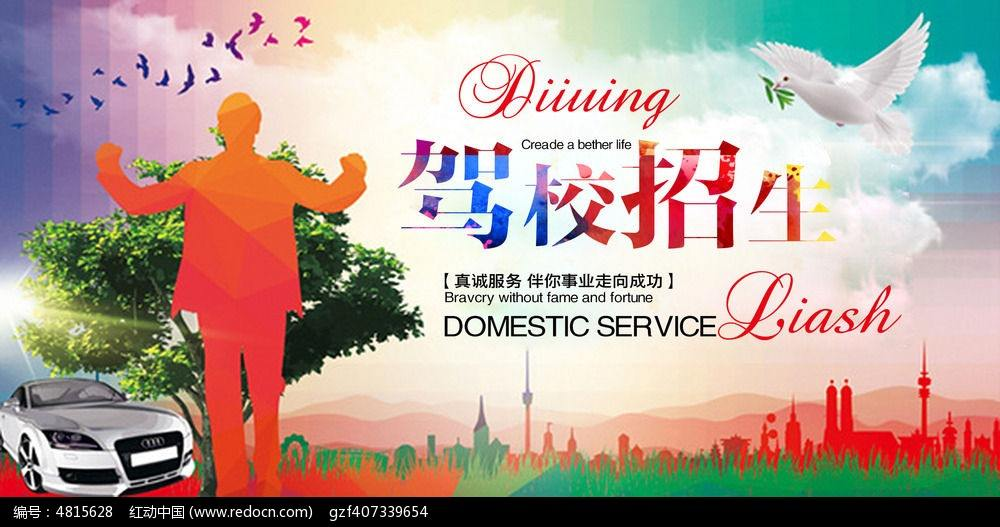 Diiuing
Creade a bether life
驾校招生
【 真诚服务 伴你事业走向成功 】
Bravcry without fame and fortune
DOMESTIC SERVICE Liash
编号：4815628 红动中国 (www.redocn.com) gzf407339654